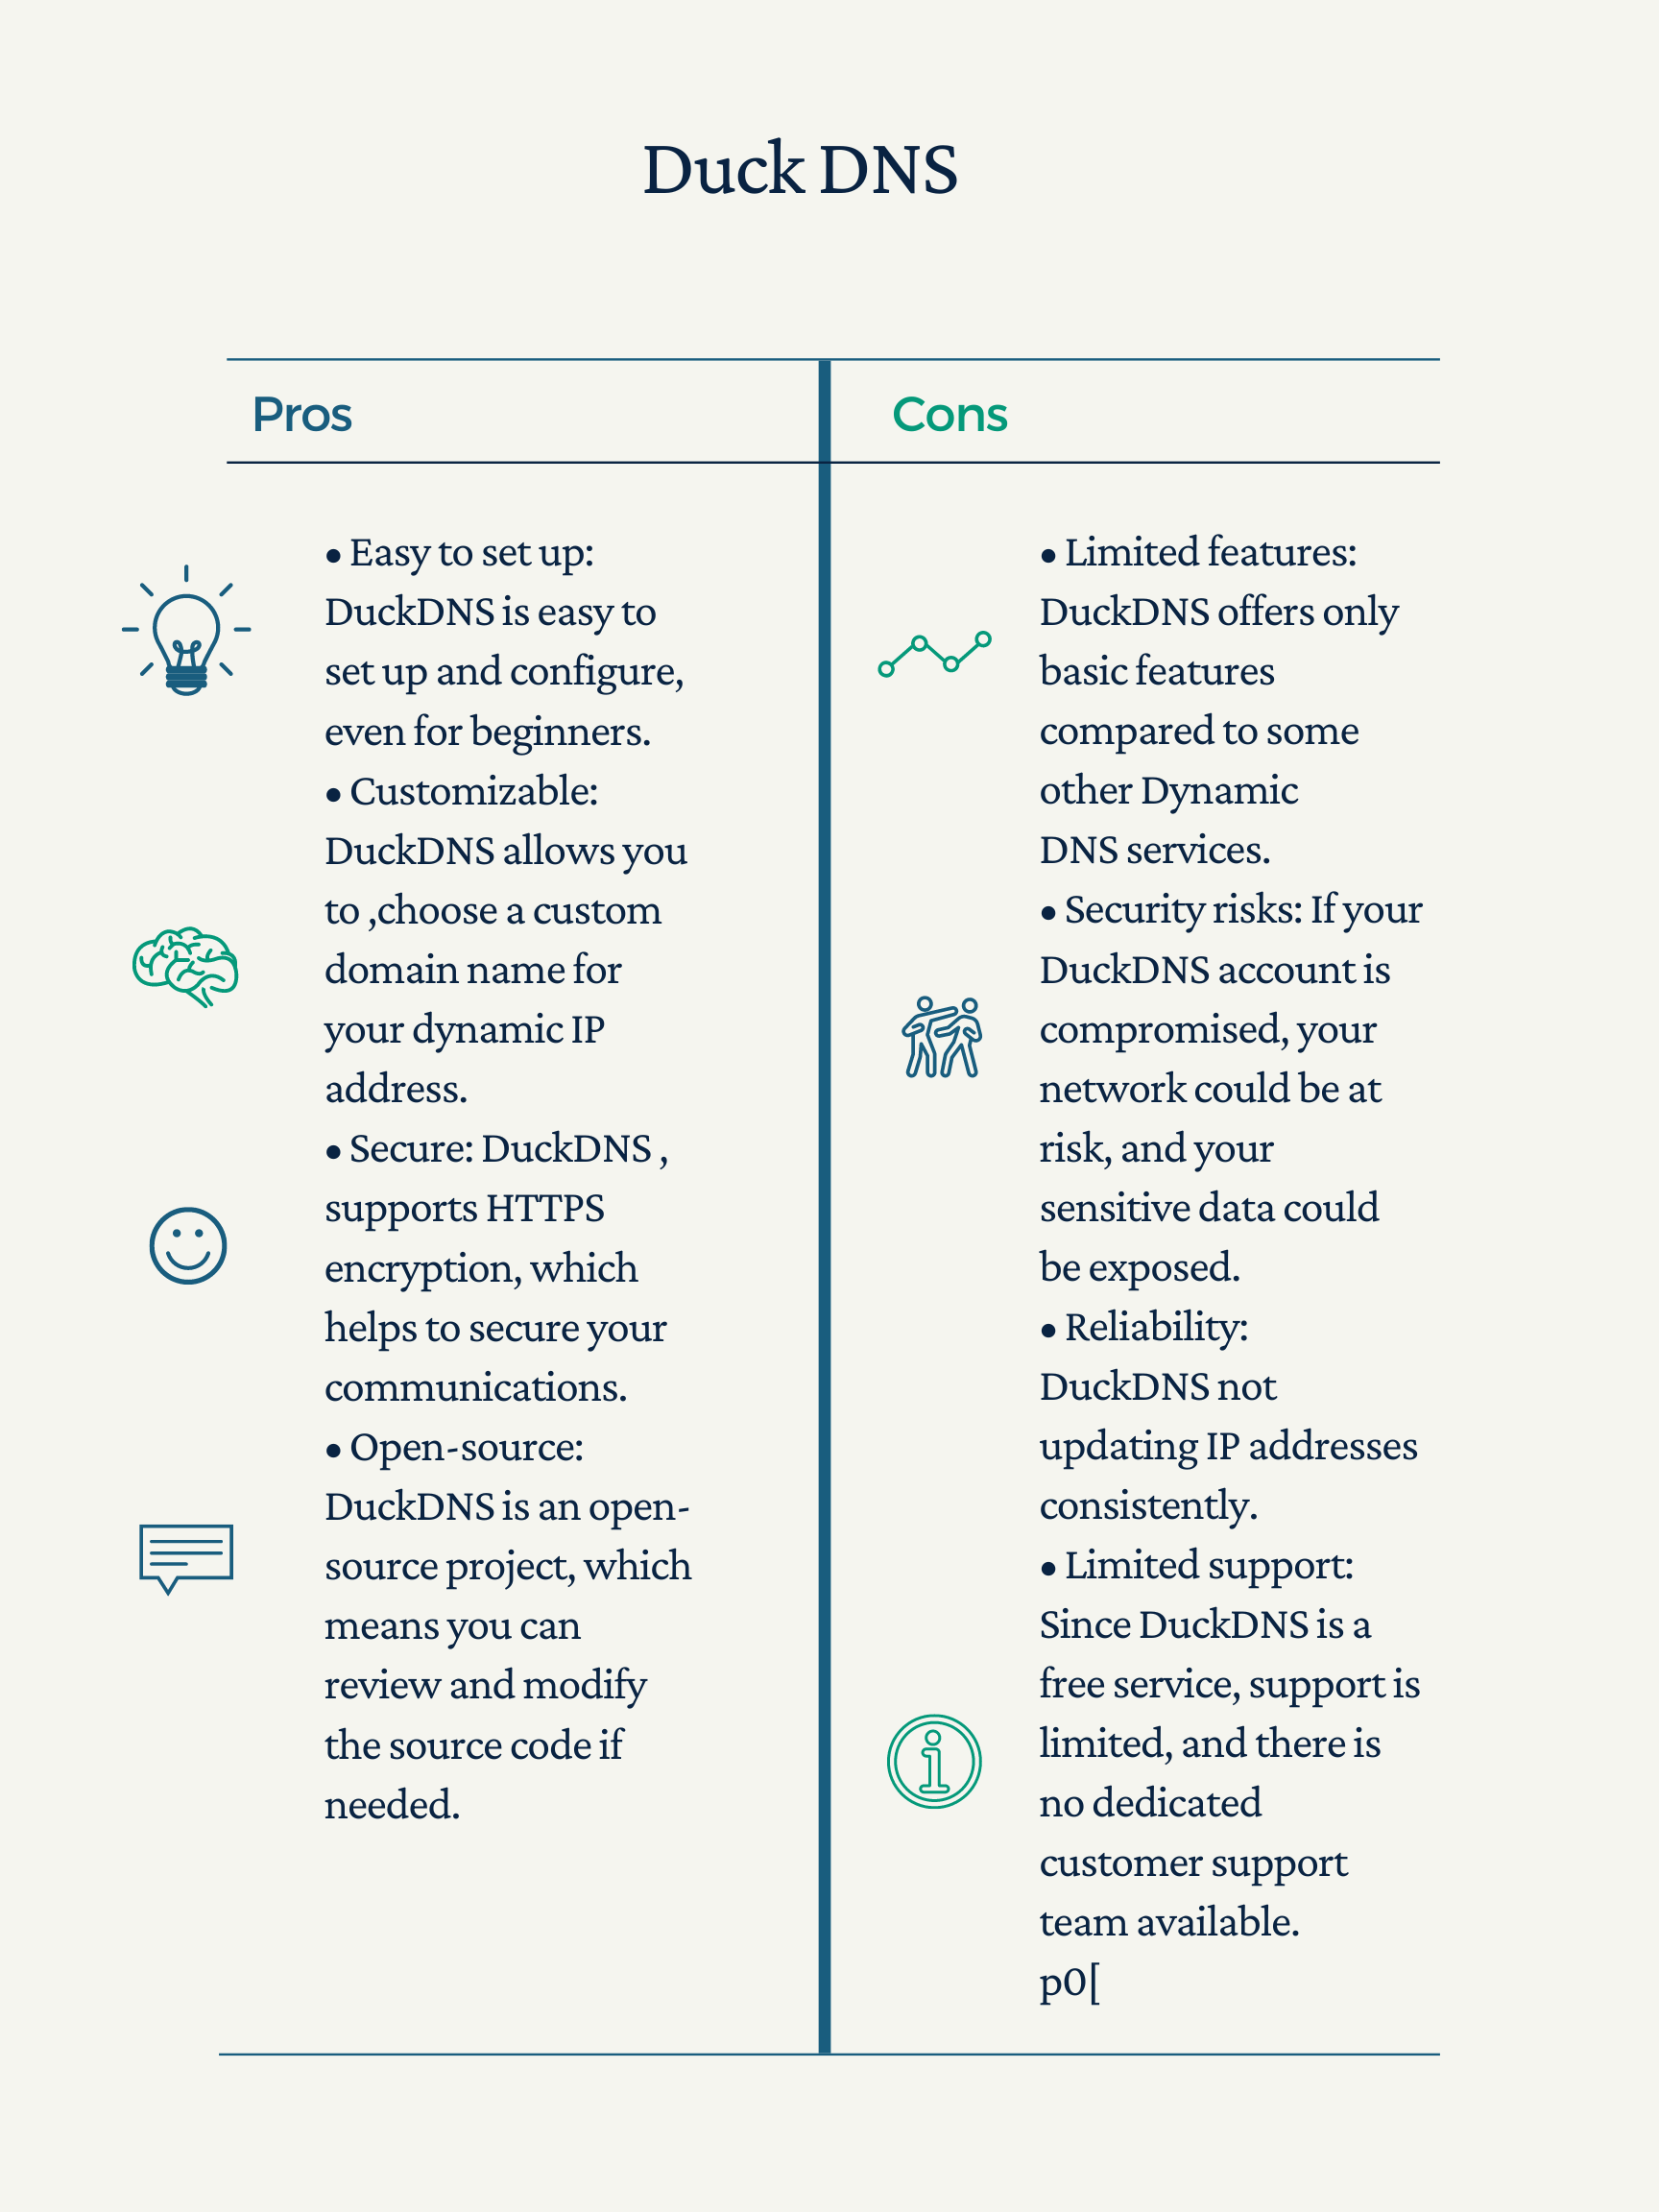 Duck DNS
Pros
• Easy to set up:
DuckDNS is easy to
set up and configure,
even for beginners.
• Customizable:
DuckDNS allows you
to ,choose a custom
domain name for
your dynamic IP
address.
• Secure: DuckDNS ,
supports HTTPS
encryption, which
helps to secure your
communications.
• Open-source:
DuckDNS is an open-
source project, which
means you can
review and modify
the source code if
needed.
Cons
• Limited features:
DuckDNS offers only
basic features
compared to some
other Dynamic
DNS services.
• Security risks: If your
DuckDNS account is
compromised, your
network could be at
risk, and your
sensitive data could
be exposed.
• Reliability:
DuckDNS not
updating IP addresses
consistently.
• Limited support:
Since DuckDNS is a
free service, support is
limited, and there is
no dedicated
customer support
team available.
p0[